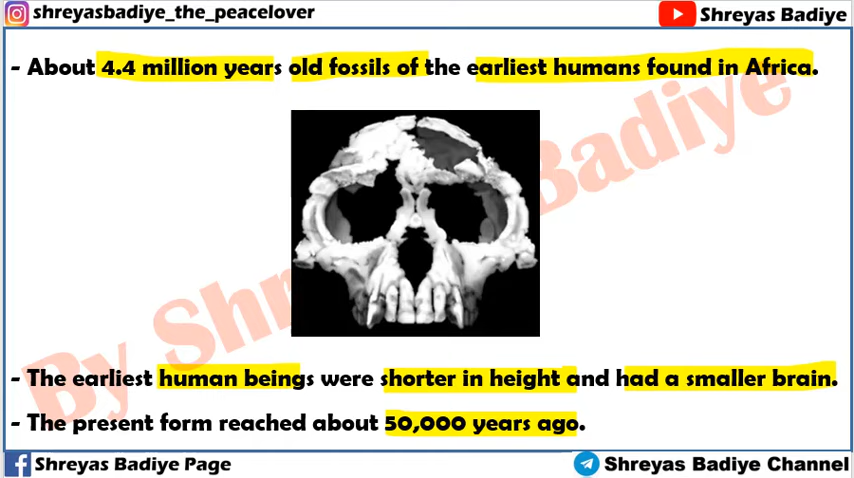 shreyasbadiye_the_peacelover
Shreyas Badiye
- About 4.4 million years old fossils of the earliest humans found in Africa.
By Shreyas Badiye
- The earliest human beings were shorter in height and had a smaller brain.
- The present form reached about 50,000 years ago.
Shreyas Badiye Page
Shreyas Badiye Channel